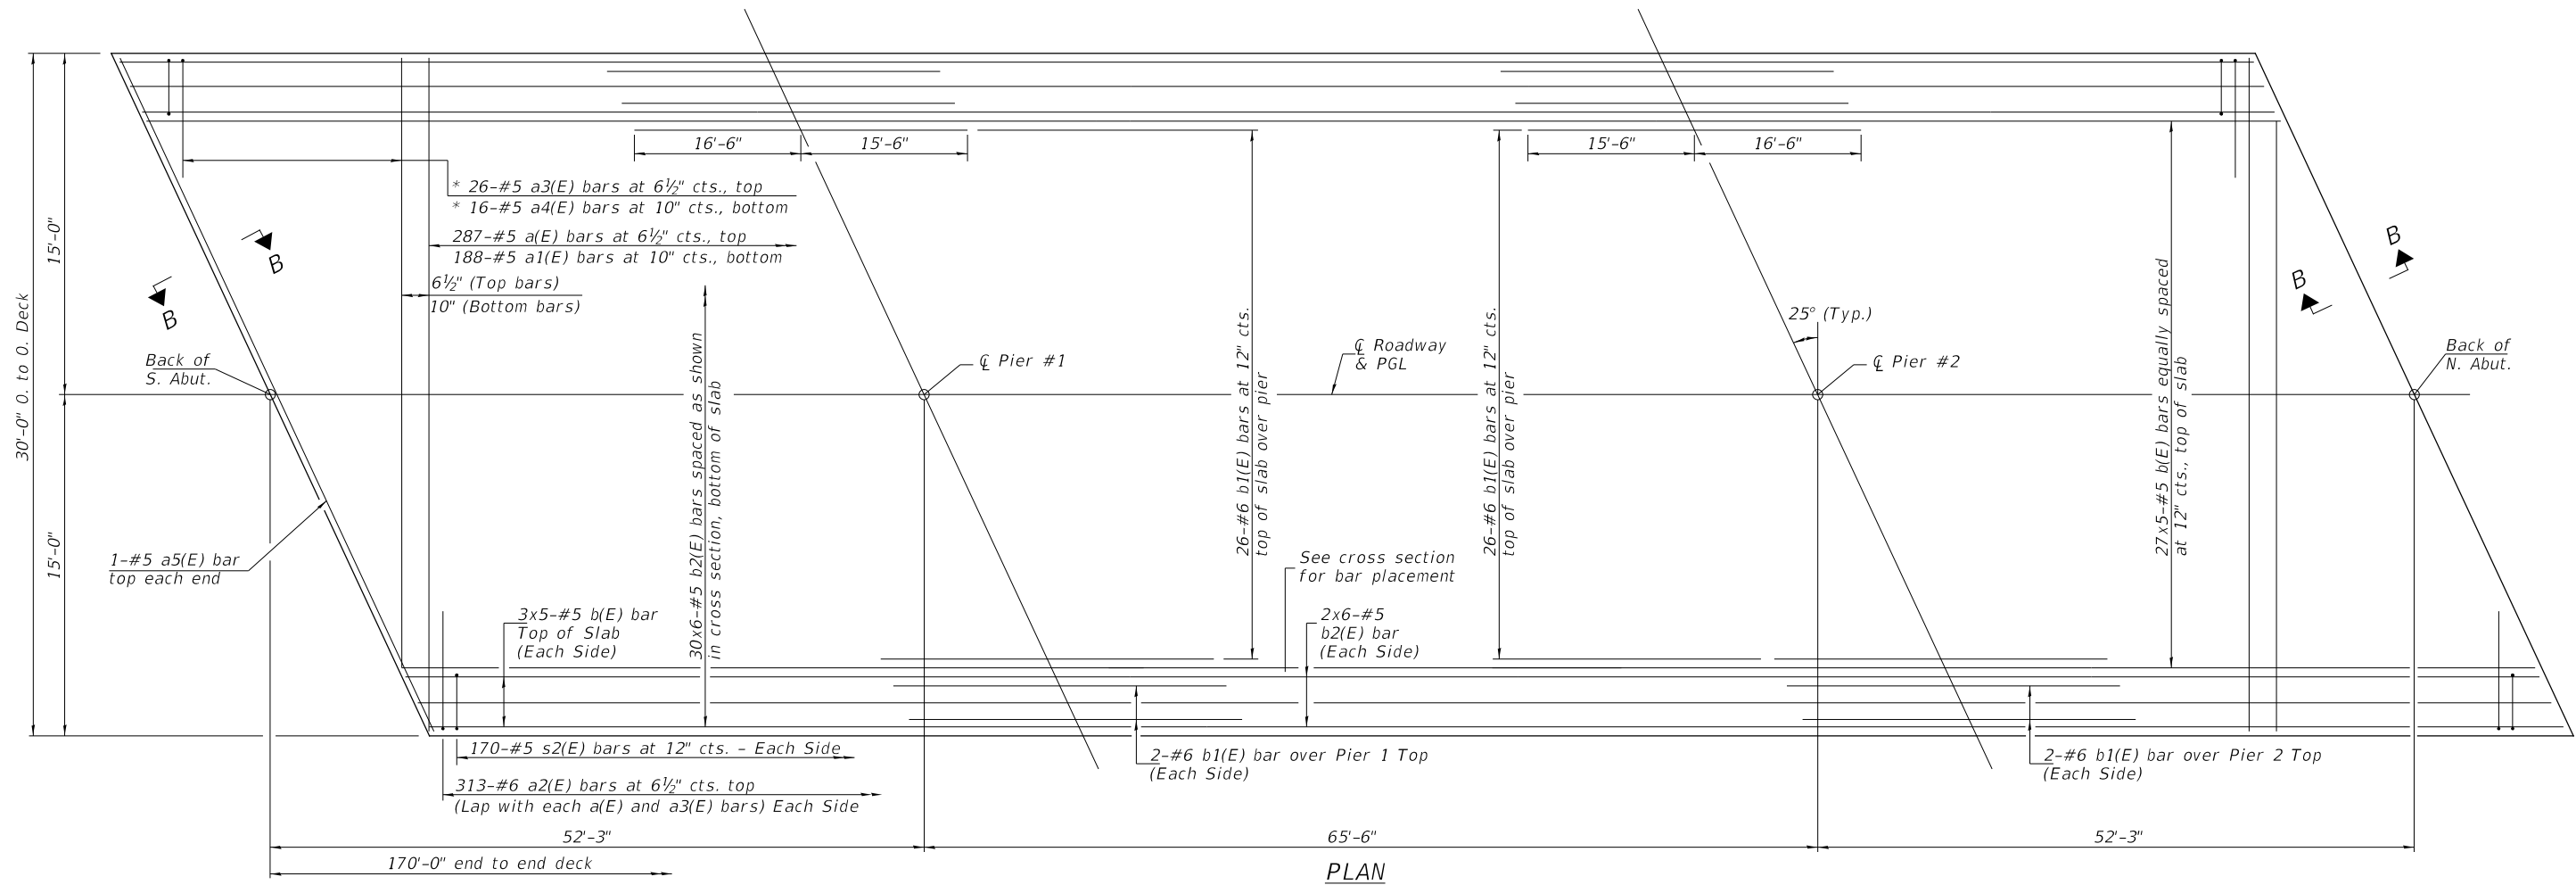 16'-6"
15'-6"
15'-6"
16'-6"
* 26-#5 a3(E) bars at 6½" cts., top
* 16-#5 a4(E) bars at 10" cts., bottom
287-#5 a(E) bars at 6½" cts., top
188-#5 a1(E) bars at 10" cts., bottom
6½" (Top bars)
10" (Bottom bars)
15'-0"
30'-0" O. to O. Deck
15'-0"
B
B
B
B
Back of
S. Abut.
℄ Pier #1
℄ Roadway
& PGL
25° (Typ.)
℄ Pier #2
Back of
N. Abut.
30x6-#5 b2(E) bars spaced as shown
in cross section, bottom of slab
26-#6 b1(E) bars at 12" cts.
top of slab over pier
26-#6 b1(E) bars at 12" cts.
top of slab over pier
27x5-#5 b(E) bars equally spaced
at 12" cts., top of slab
1-#5 a5(E) bar
top each end
See cross section
for bar placement
3x5-#5 b(E) bar
Top of Slab
(Each Side)
2x6-#5
b2(E) bar
(Each Side)
170-#5 s2(E) bars at 12" cts. - Each Side
2-#6 b1(E) bar over Pier 1 Top
(Each Side)
2-#6 b1(E) bar over Pier 2 Top
(Each Side)
313-#6 a2(E) bars at 6½" cts. top
(Lap with each a(E) and a3(E) bars) Each Side
52'-3"
65'-6"
52'-3"
170'-0" end to end deck
PLAN